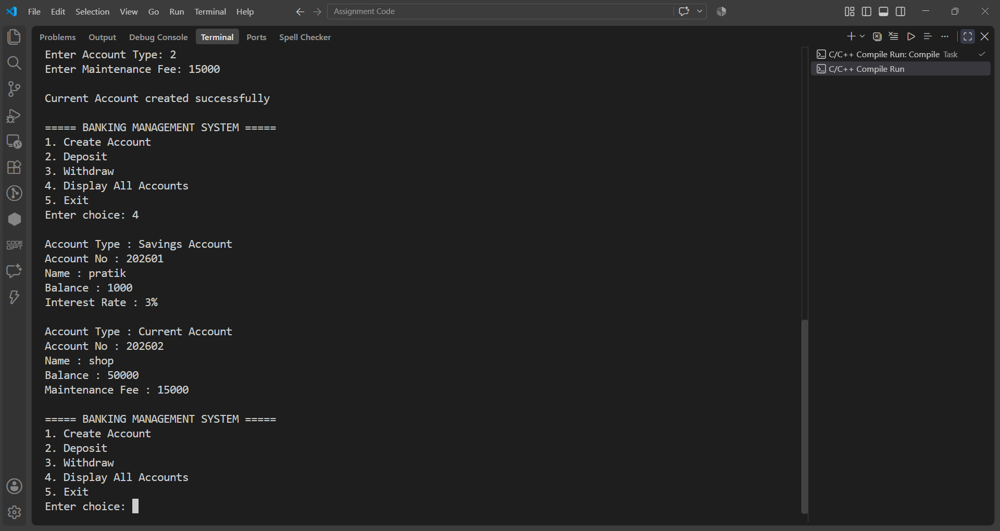 File Edit Selection View Go Run Terminal Help
Assignment Code
Problems Output Debug Console Terminal Ports Spell Checker
Enter Account Type: 2
Enter Maintenance Fee: 15000
Current Account created successfully
===== BANKING MANAGEMENT SYSTEM =====
1. Create Account
2. Deposit
3. Withdraw
4. Display All Accounts
5. Exit
Enter choice: 4
Account Type : Savings Account
Account No : 202601
Name : pratik
Balance : 1000
Interest Rate : 3%
Account Type : Current Account
Account No : 202602
Name : shop
Balance : 50000
Maintenance Fee : 15000
===== BANKING MANAGEMENT SYSTEM =====
1. Create Account
2. Deposit
3. Withdraw
4. Display All Accounts
5. Exit
Enter choice:
C/C++ Compile Run: Compile Task
C/C++ Compile Run
CODE
GPT